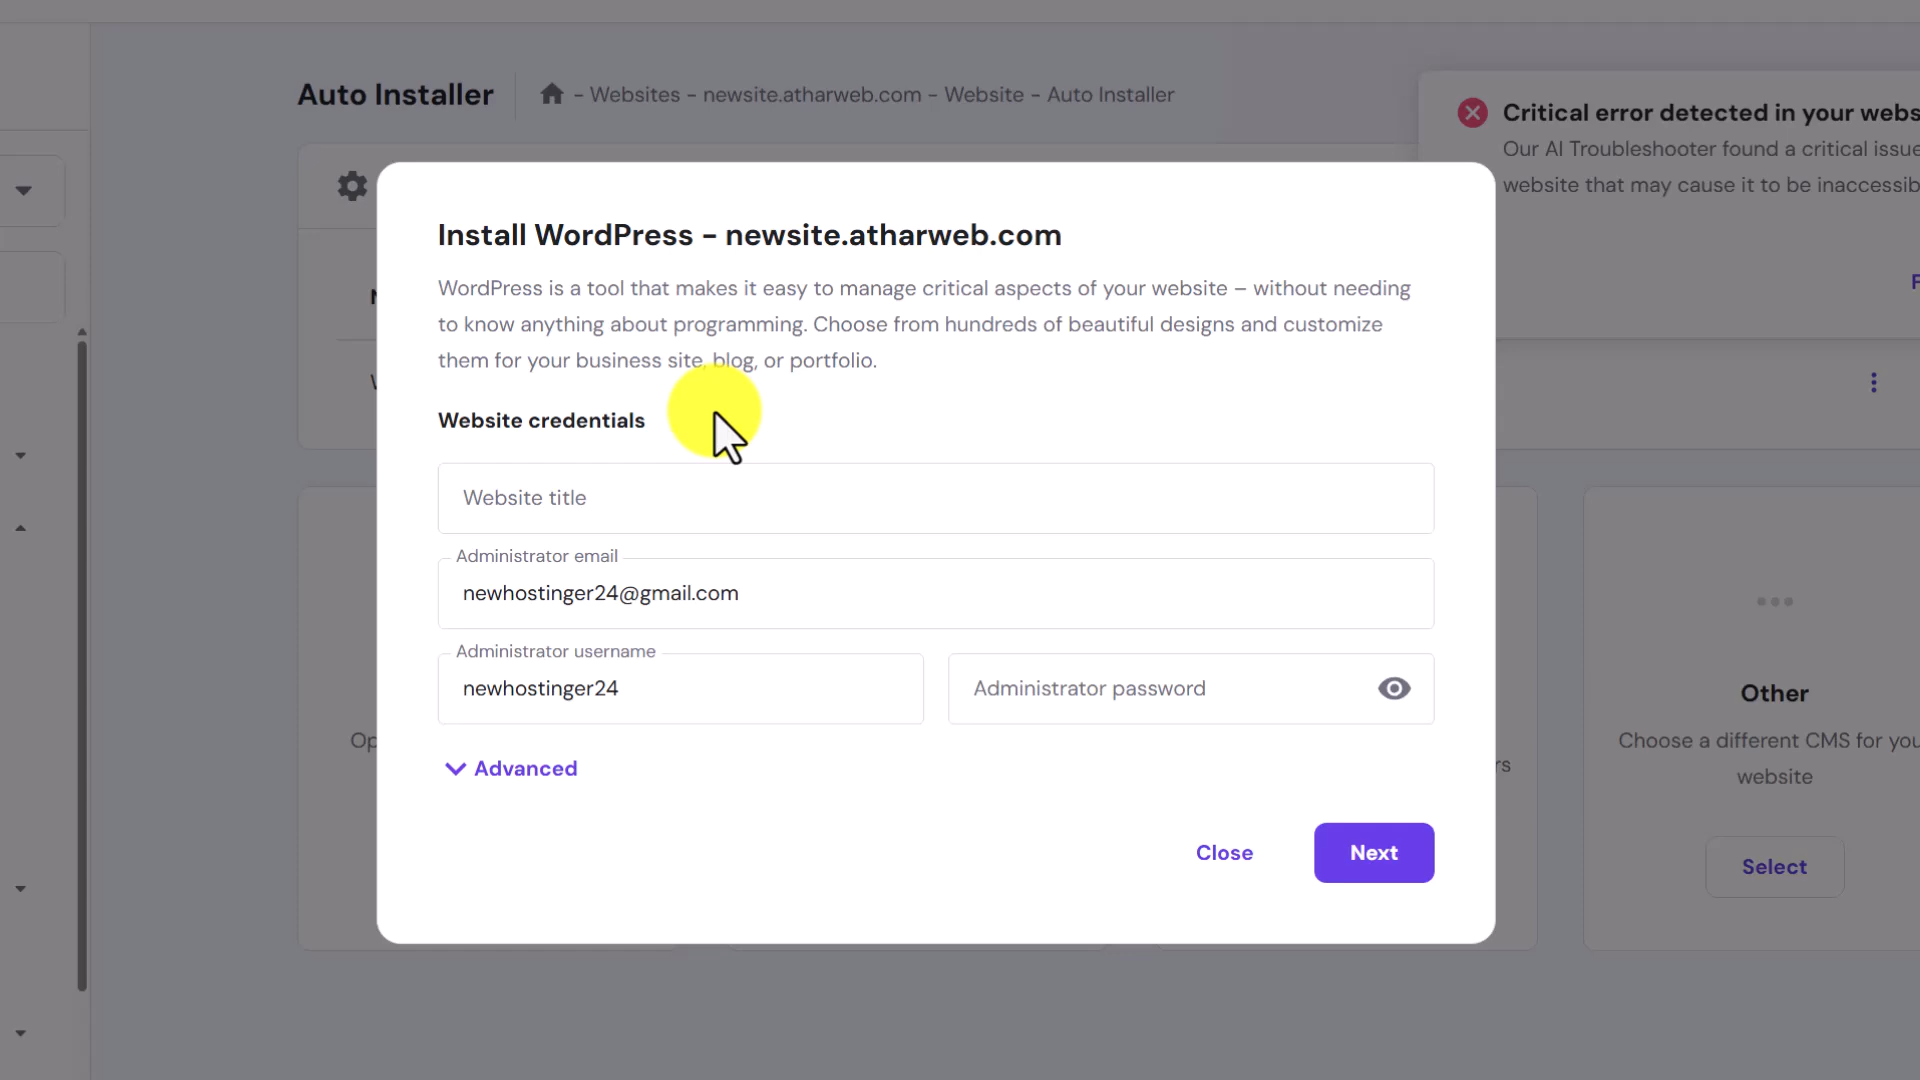 Auto Installer
- Websites - newsite.atharweb.com - Website - Auto Installer
Critical error detected in your webs
Our AI Troubleshooter found a critical issue
website that may cause it to be inaccessib
Install WordPress - newsite.atharweb.com
WordPress is a tool that makes it easy to manage critical aspects of your website – without needing
to know anything about programming. Choose from hundreds of beautiful designs and customize
them for your business site, blog, or portfolio.
Website credentials
Website title
Administrator email
newhostinger24@gmail.com
Administrator username
newhostinger24
Administrator password
Advanced
Close
Next
Op
rs
Other
Choose a different CMS for you
website
Select